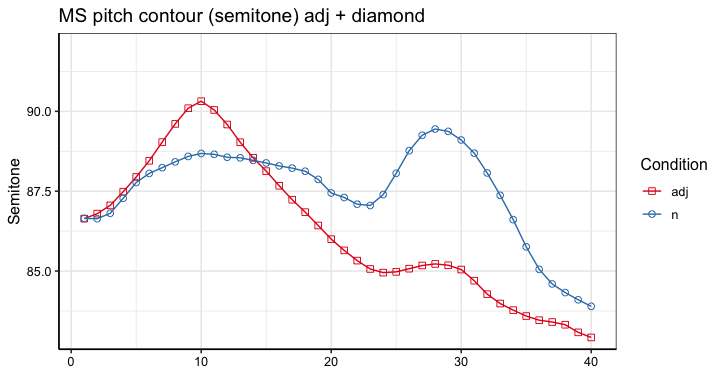 MS pitch contour (semitone) adj + diamond
90.0
87.5
85.0
Semitone
0 10 20 30 40
Condition
adj
n